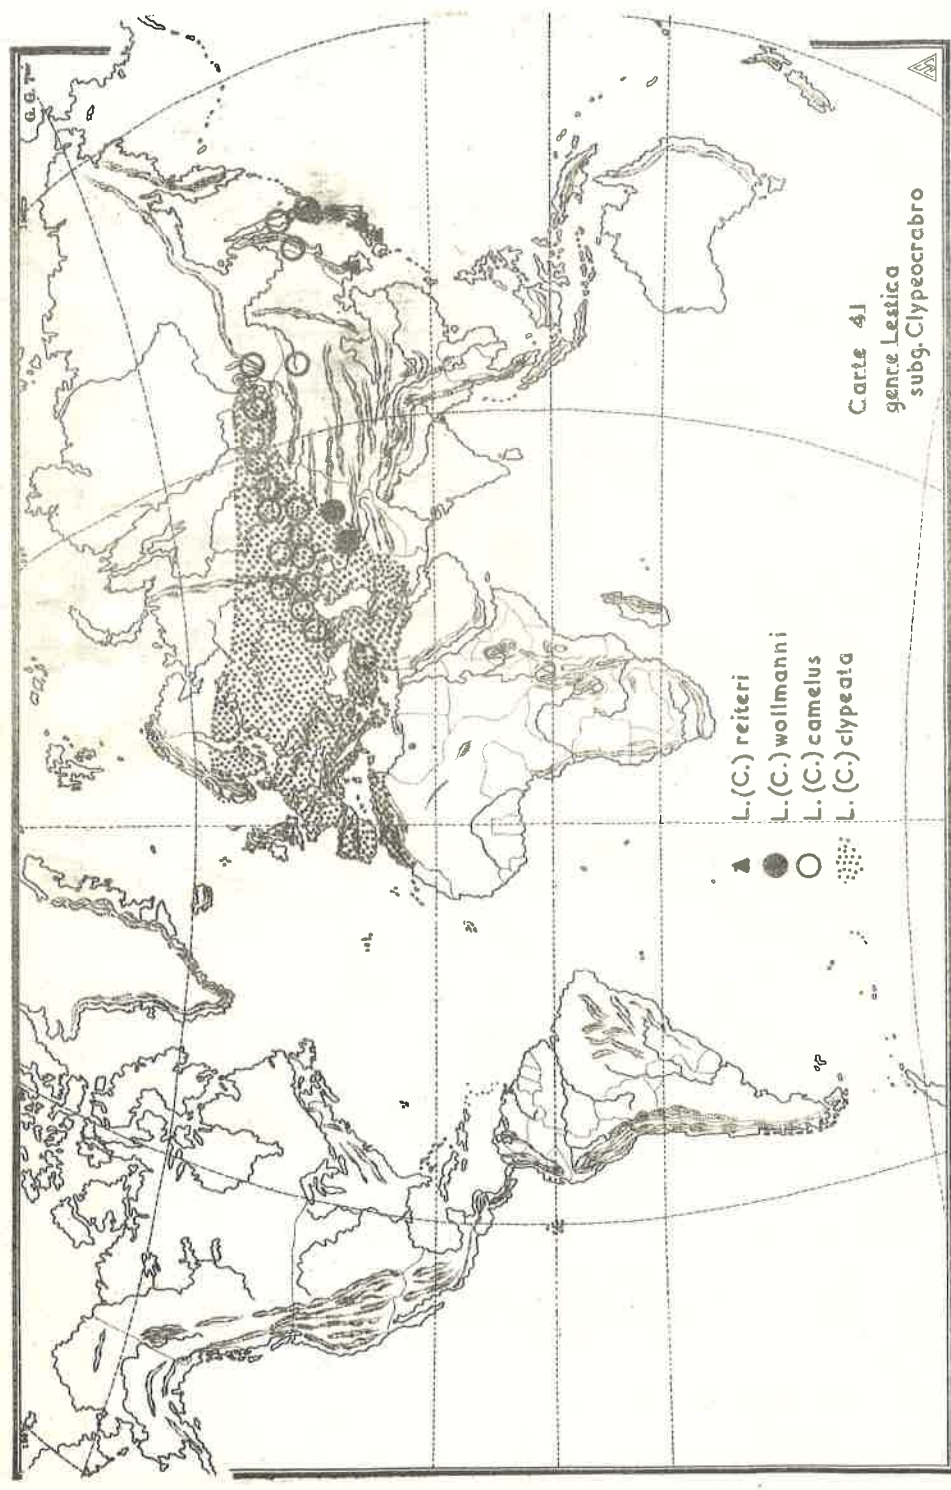 Carte 41
genre Lestica
subg. Clypeocrabro
L.(C.) reiteri
L.(C.) wollmanni
L.(C.) camelus
L.(C.) clypeata